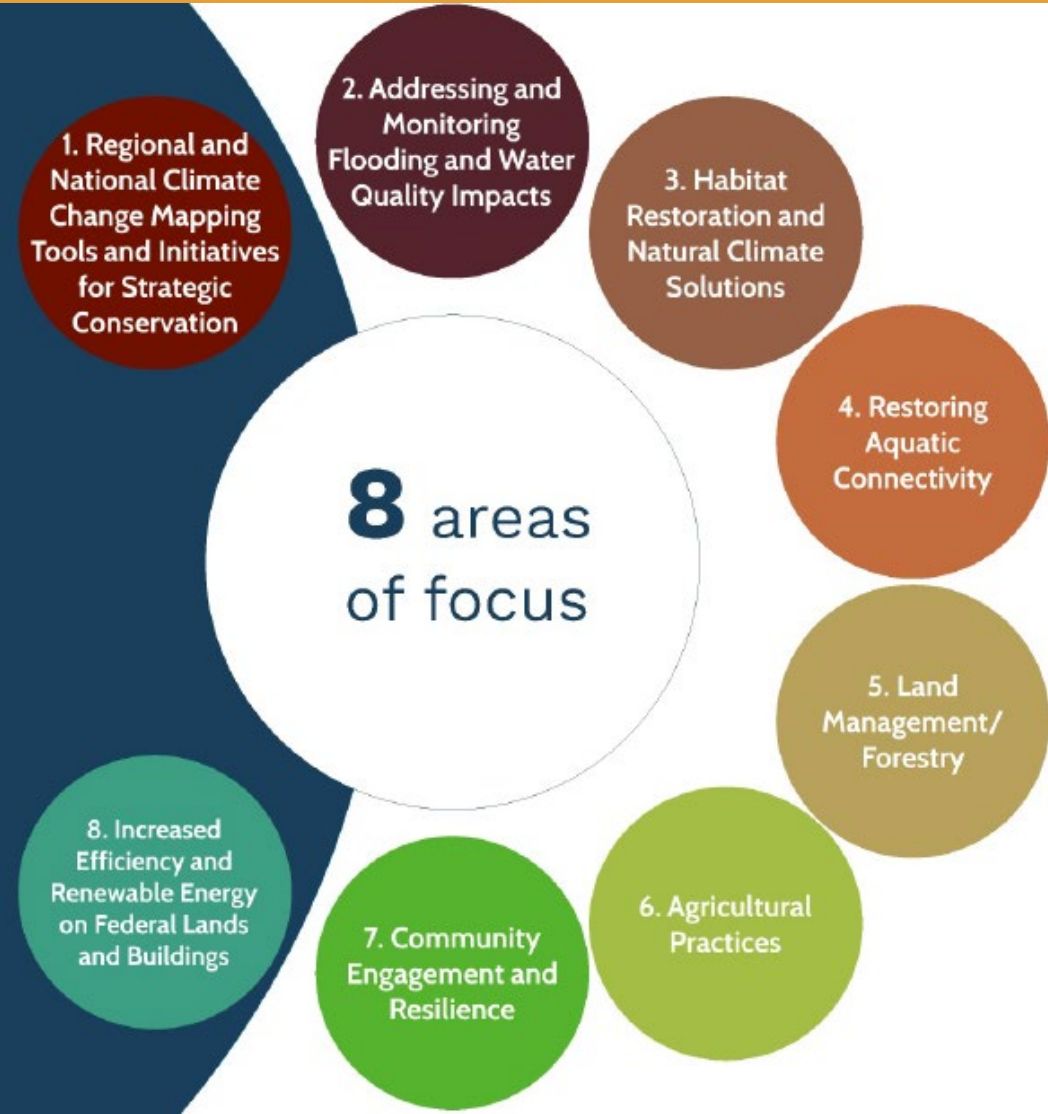 1. Regional and
National Climate
Change Mapping
Tools and Initiatives
for Strategic
Conservation
2. Addressing and
Monitoring
Flooding and Water
Quality Impacts
3. Habitat
Restoration and
Natural Climate
Solutions
4. Restoring
Aquatic
Connectivity
5. Land
Management/
Forestry
6. Agricultural
Practices
7. Community
Engagement and
Resilience
8. Increased
Efficiency and
Renewable Energy
on Federal Lands
and Buildings
8 areas
of focus